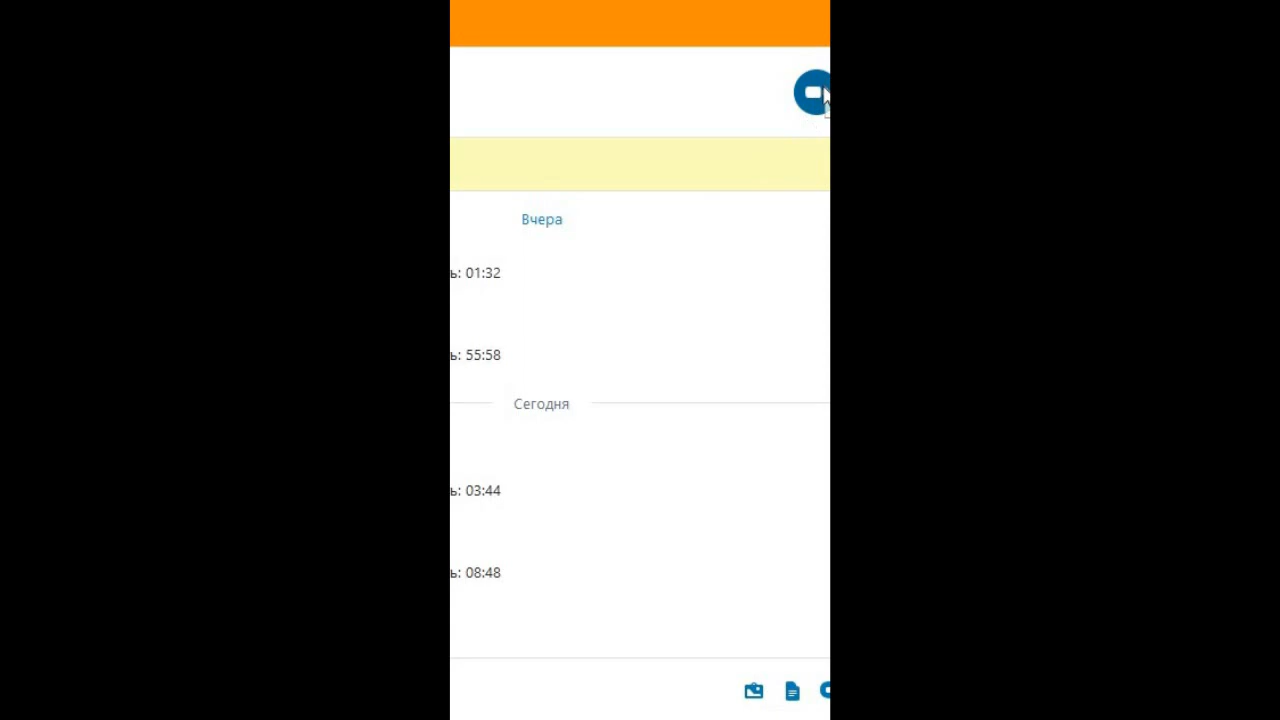 Вчера
ь: 01:32
ь: 55:58
Сегодня
ь: 03:44
ь: 08:48